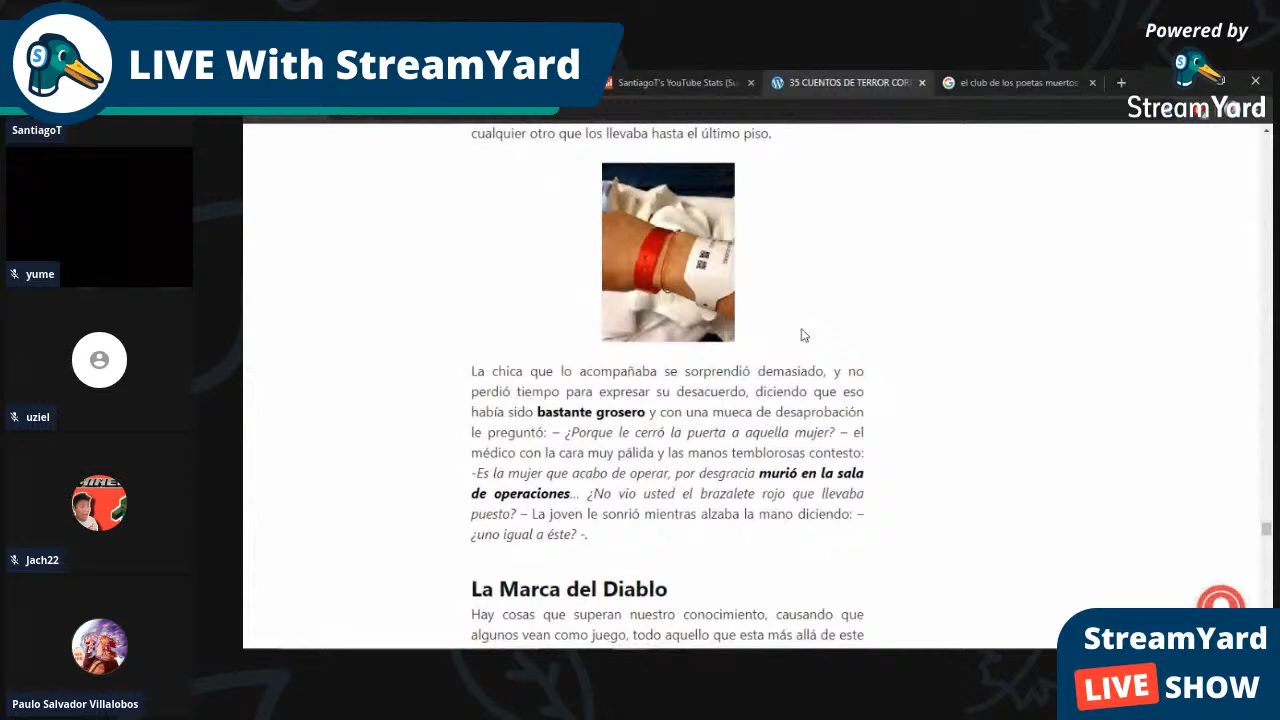 LIVE With StreamYard
Powered by
StreamYard
SantiagoT's YouTube Stats (Su
35 CUENTOS DE TERROR COR
el club de los poetas muertos
SantiagoT
yume
uziel
Jach22
Paulo Salvador Villalobos
cualquier otro que los llevaba hasta el último piso.
La chica que lo acompañaba se sorprendió demasiado, y no
perdió tiempo para expresar su desacuerdo, diciendo que eso
había sido bastante grosero y con una mueca de desaprobación
le preguntó: – ¿Porque le cerró la puerta a aquella mujer? – el
médico con la cara muy pálida y las manos temblorosas contesto:
-Es la mujer que acabo de operar, por desgracia murió en la sala
de operaciones… ¿No vio usted el brazalete rojo que llevaba
puesto? – La joven le sonrió mientras alzaba la mano diciendo: –
¿uno igual a éste? -.
La Marca del Diablo
Hay cosas que superan nuestro conocimiento, causando que
algunos vean como juego, todo aquello que esta más allá de este
StreamYard
LIVE SHOW